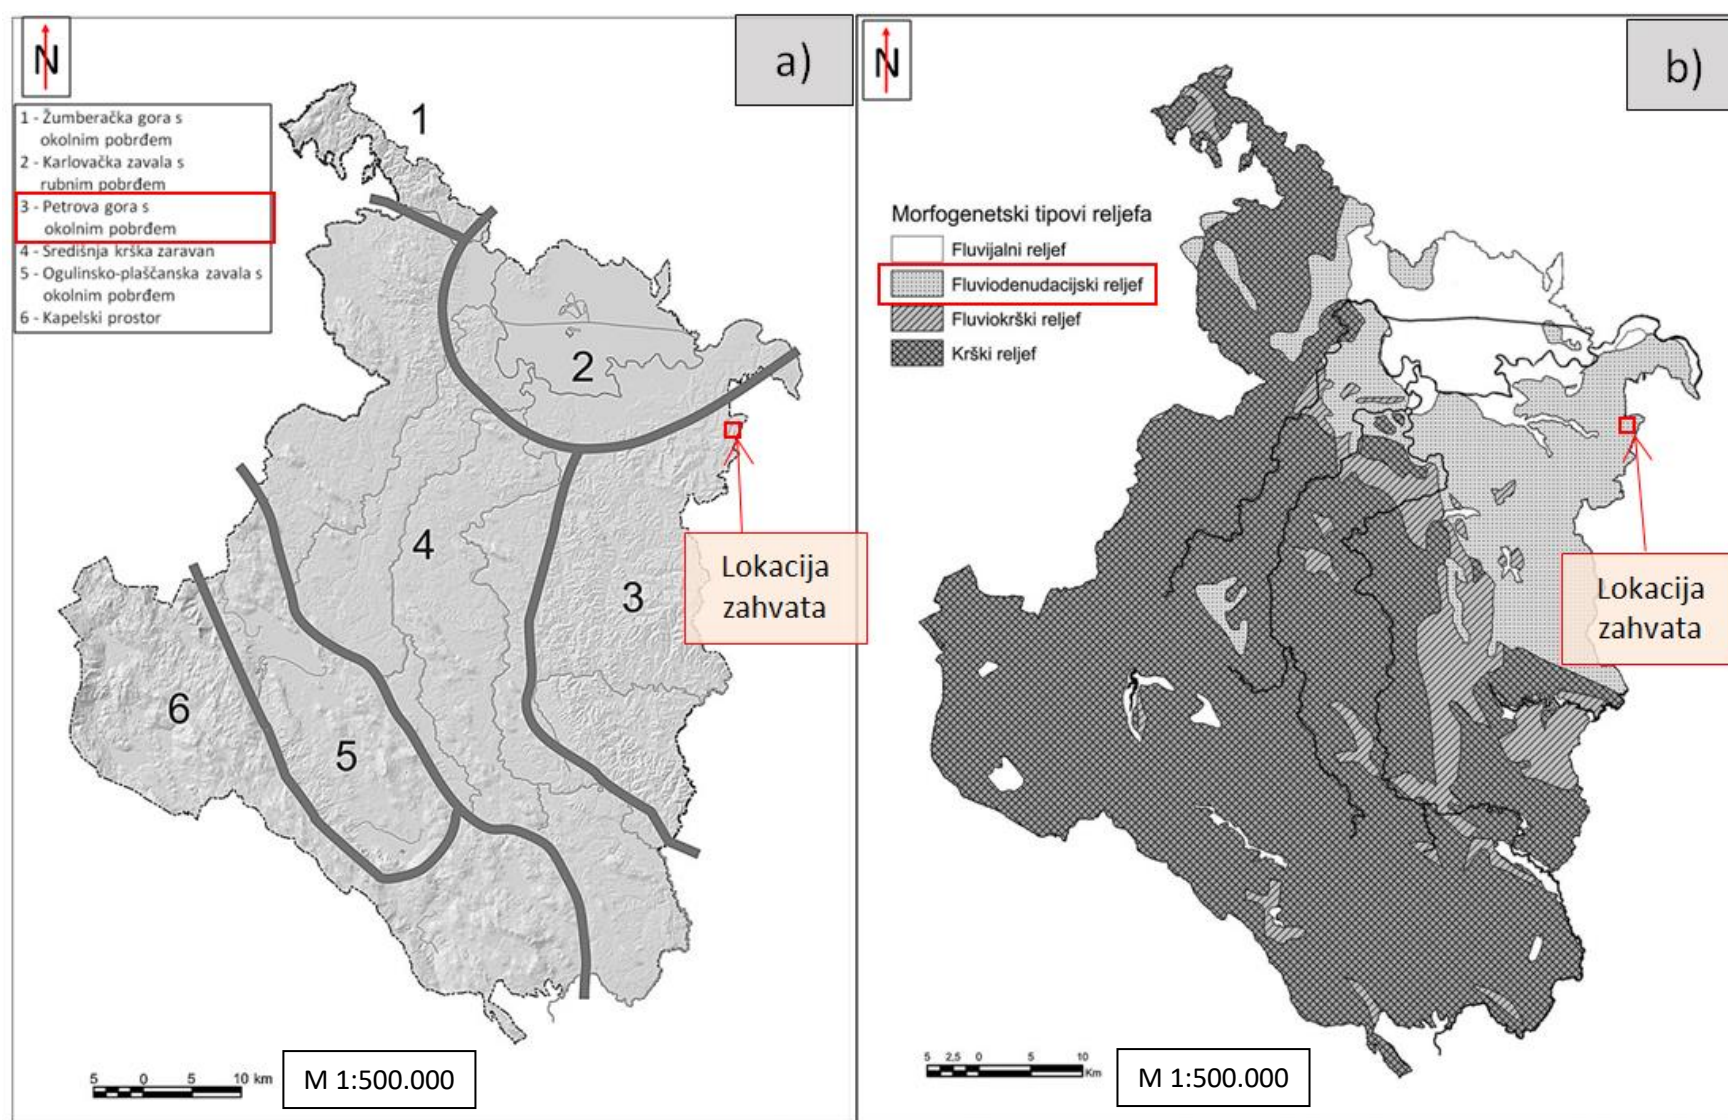 N
a)
1 - Žumberačka gora s
okolnim pobrđem
2 - Karlovačka zavala s
rubnim pobrđem
3 - Petrova gora s
okolnim pobrđem
4 - Središnja krška zaravan
5 - Ogulinsko-plaščanska zavala s
okolnim pobrđem
6 - Kapelski prostor
1
2
3
4
5
6
Lokacija
zahvata
5 0 5 10 km
M 1:500.000
N
b)
Morfogenetski tipovi reljefa
Fluvijalni reljef
Fluviodenudacijski reljef
Fluviokrški reljef
Krški reljef
Lokacija
zahvata
5 2,5 0 5 10
Km
M 1:500.000